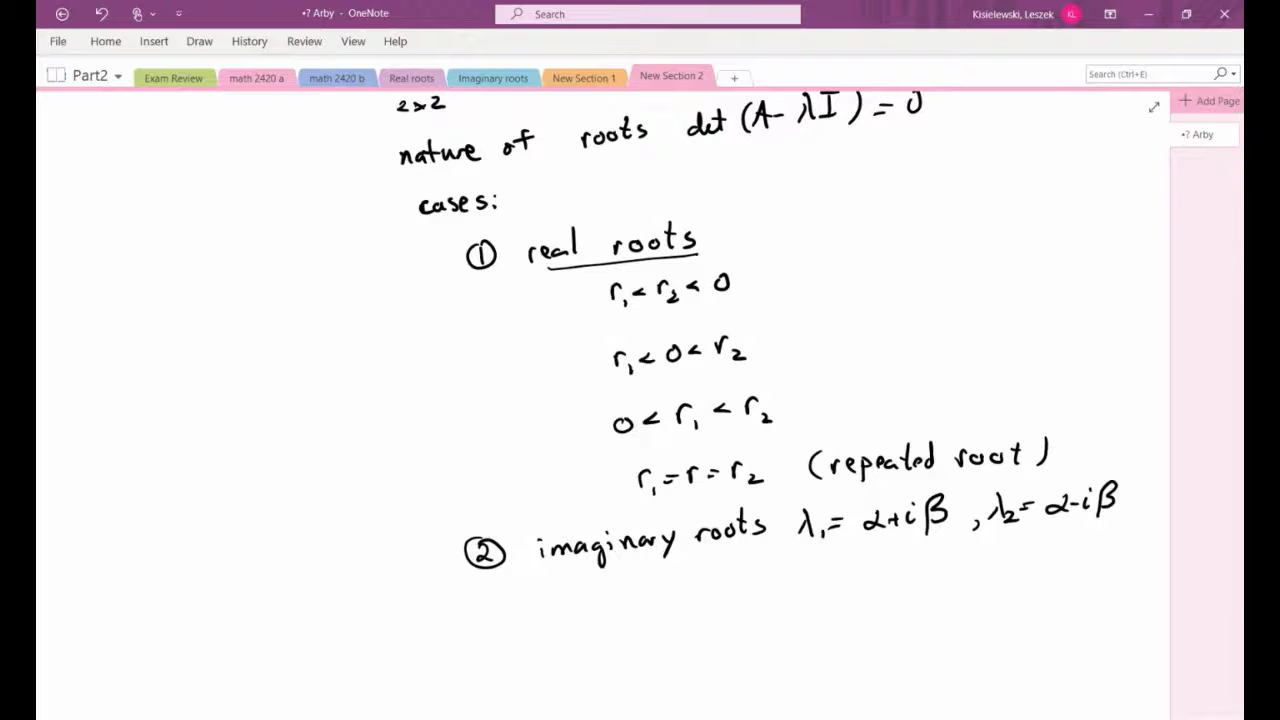 •? Arby - OneNote
Search
Kisielewski, Leszek
KL
File Home Insert Draw History Review View Help
Part2
Exam Review
math 2420 a
math 2420 b
Real roots
Imaginary roots
New Section 1
New Section 2
Search (Ctrl+E)
+ Add Page
•? Arby
2x2
nature of roots det (A - λI) = 0
cases:
① real roots
r₁ < r₂ < 0
r₁ < 0 < r₂
0 < r₁ < r₂
r₁ = r = r₂ (repeated root)
② imaginary roots λ₁ = α + iβ , λ₂ = α - iβ